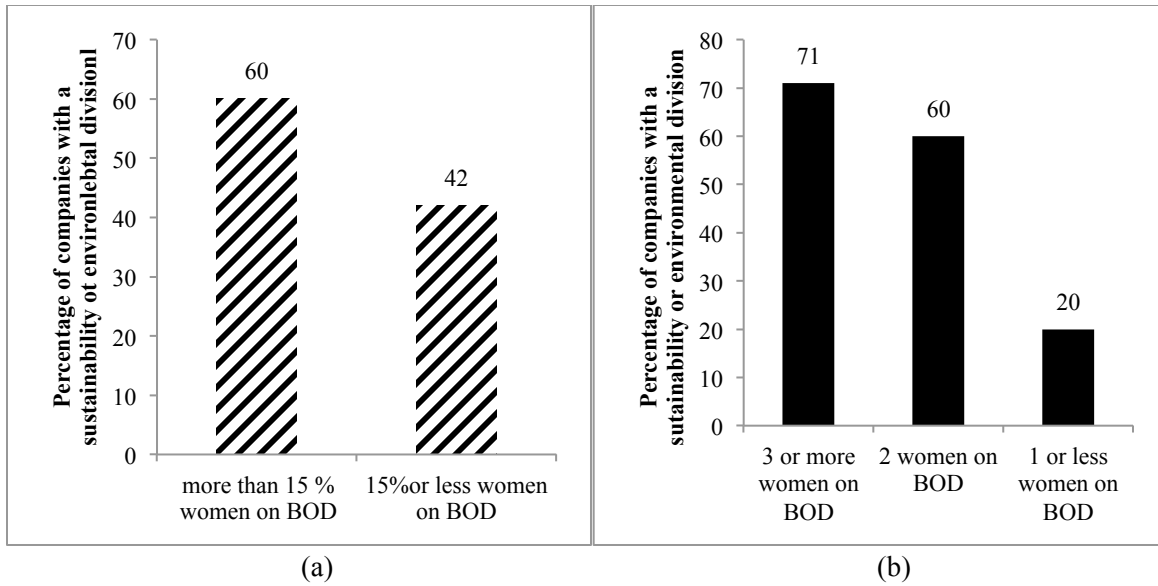 Percentage of companies with a
sustainability ot environlebtal divisionl
70
60
50
40
30
20
10
0
60
42
more than 15 %
women on BOD
15%or less women
on BOD
(a)
Percentage of companies with a
sutainability or environmental division
80
70
60
50
40
30
20
10
0
71
60
20
3 or more
women on
BOD
2 women on
BOD
1 or less
women on
BOD
(b)